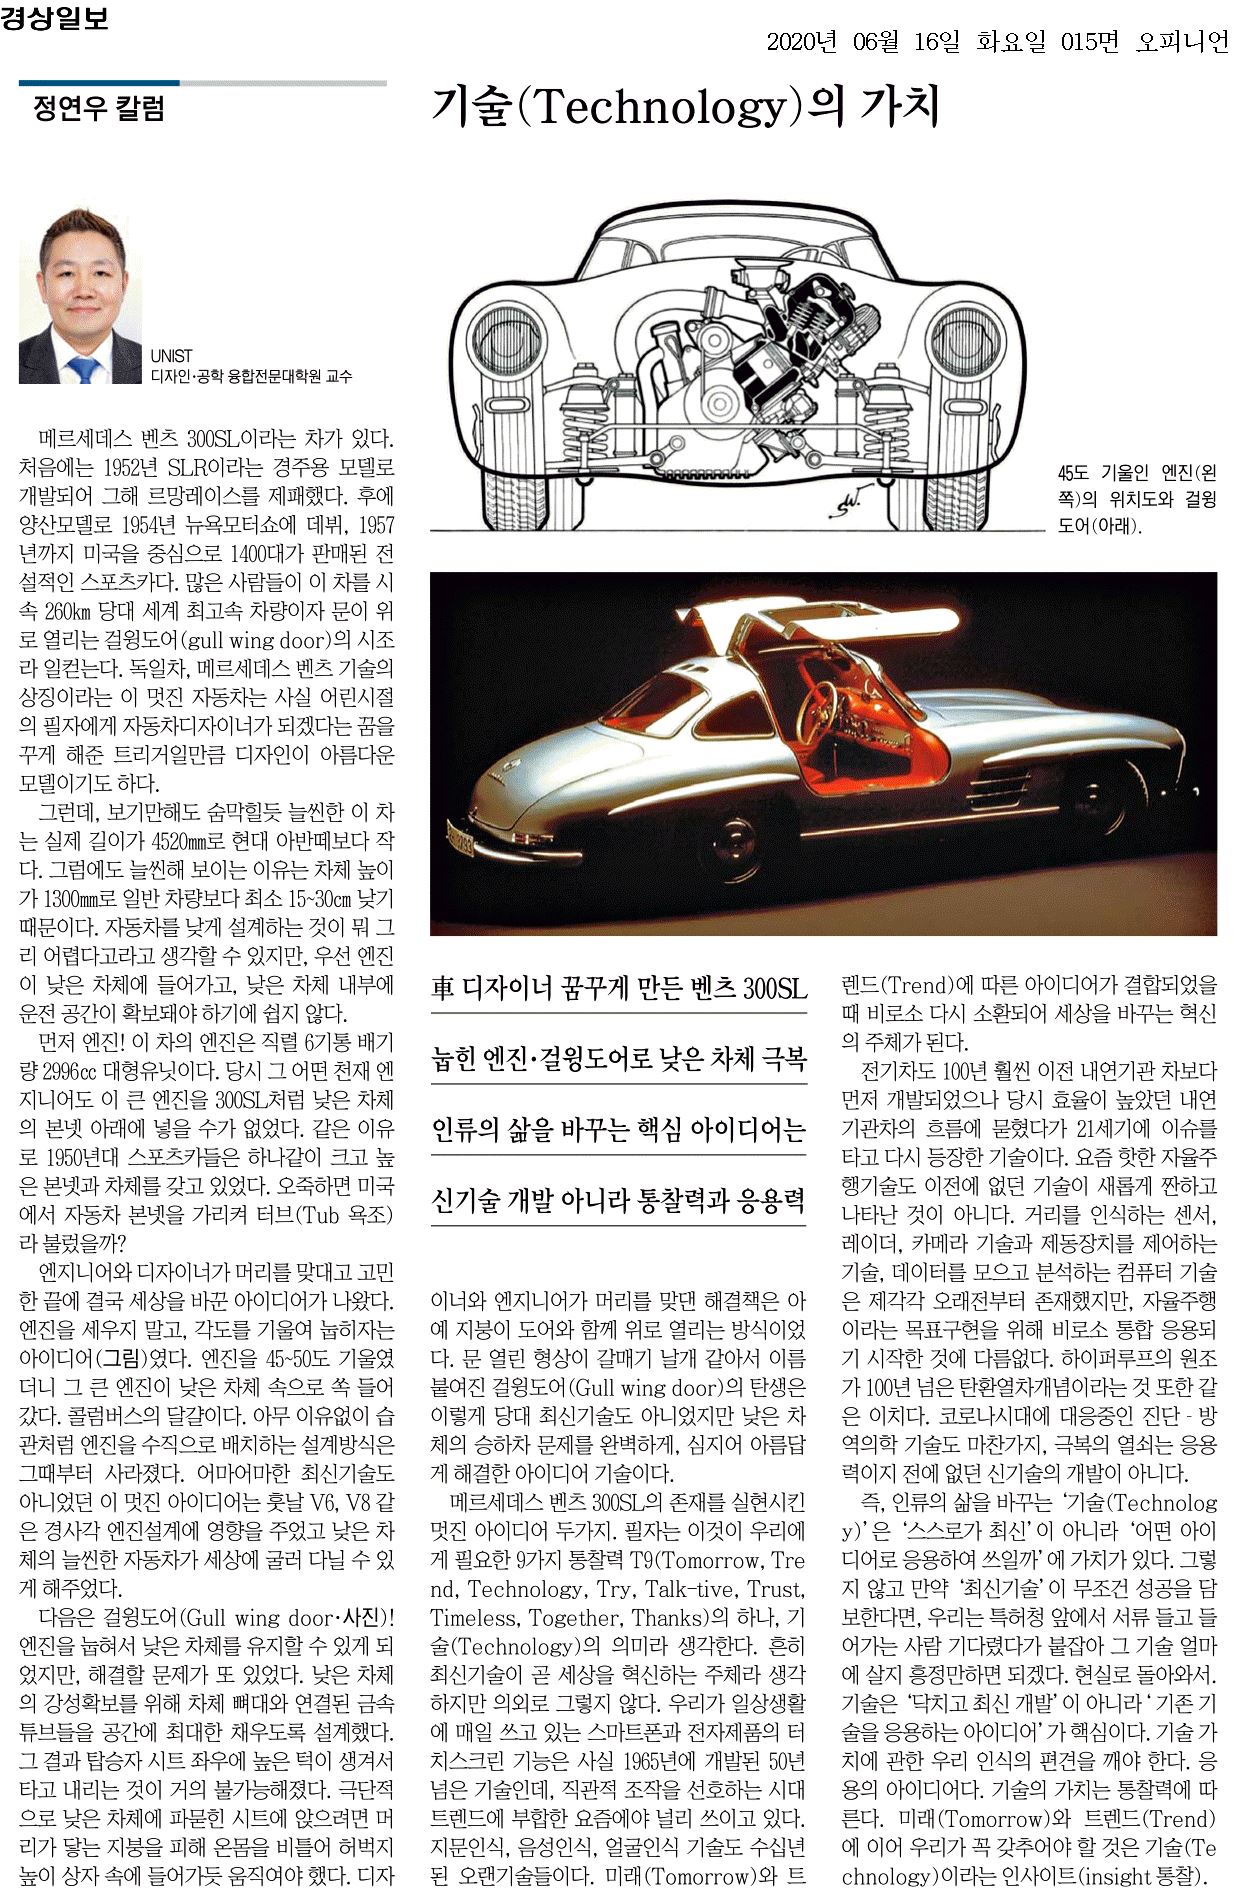 경상일보
2020년 06월 16일 화요일 015면 오피니언
정연우 칼럼
기술(Technology)의 가치
UNIST
디자인·공학 융합전문대학원 교수
45도 기울인 엔진(왼
쪽)의 위치도와 걸윙
도어(아래).
메르세데스 벤츠 300SL이라는 차가 있다.
처음에는 1952년 SLR이라는 경주용 모델로
개발되어 그해 르망레이스를 제패했다. 후에
양산모델로 1954년 뉴욕모터쇼에 데뷔, 1957
년까지 미국을 중심으로 1400대가 판매된 전
설적인 스포츠카다. 많은 사람들이 이 차를 시
속 260㎞ 당대 세계 최고속 차량이자 문이 위
로 열리는 걸윙도어(gull wing door)의 시조
라 일컫는다. 독일차, 메르세데스 벤츠 기술의
상징이라는 이 멋진 자동차는 사실 어린시절
의 필자에게 자동차디자이너가 되겠다는 꿈을
꾸게 해준 트리거일만큼 디자인이 아름다운
모델이기도 하다.
그런데, 보기만해도 숨막힐듯 늘씬한 이 차
는 실제 길이가 4520㎜로 현대 아반떼보다 작
다. 그럼에도 늘씬해 보이는 이유는 차체 높이
가 1300㎜로 일반 차량보다 최소 15~30㎝ 낮기
때문이다. 자동차를 낮게 설계하는 것이 뭐 그
리 어렵다고라고 생각할 수 있지만, 우선 엔진
이 낮은 차체에 들어가고, 낮은 차체 내부에
운전 공간이 확보돼야 하기에 쉽지 않다.
먼저 엔진! 이 차의 엔진은 직렬 6기통 배기
량 2996㏄ 대형유닛이다. 당시 그 어떤 천재 엔
지니어도 이 큰 엔진을 300SL처럼 낮은 차체
의 본넷 아래에 넣을 수가 없었다. 같은 이유
로 1950년대 스포츠카들은 하나같이 크고 높
은 본넷과 차체를 갖고 있었다. 오죽하면 미국
에서 자동차 본넷을 가리켜 터브(Tub 욕조)
라 불렀을까?
엔지니어와 디자이너가 머리를 맞대고 고민
한 끝에 결국 세상을 바꾼 아이디어가 나왔다.
엔진을 세우지 말고, 각도를 기울여 눕히자는
아이디어(그림)였다. 엔진을 45~50도 기울였
더니 그 큰 엔진이 낮은 차체 속으로 쏙 들어
갔다. 콜럼버스의 달걀이다. 아무 이유없이 습
관처럼 엔진을 수직으로 배치하는 설계방식은
그때부터 사라졌다. 어마어마한 최신기술도
아니었던 이 멋진 아이디어는 훗날 V6, V8 같
은 경사각 엔진설계에 영향을 주었고 낮은 차
체의 늘씬한 자동차가 세상에 굴러 다닐 수 있
게 해주었다.
다음은 걸윙도어(Gull wing door·사진)!
엔진을 눕혀서 낮은 차체를 유지할 수 있게 되
었지만, 해결할 문제가 또 있었다. 낮은 차체
의 강성확보를 위해 차체 뼈대와 연결된 금속
튜브들을 공간에 최대한 채우도록 설계했다.
그 결과 탑승자 시트 좌우에 높은 턱이 생겨서
타고 내리는 것이 거의 불가능해졌다. 극단적
으로 낮은 차체에 파묻힌 시트에 앉으려면 머
리가 닿는 지붕을 피해 온몸을 비틀어 허벅지
높이 상자 속에 들어가듯 움직여야 했다. 디자
車 디자이너 꿈꾸게 만든 벤츠 300SL
눕힌 엔진·걸윙도어로 낮은 차체 극복
인류의 삶을 바꾸는 핵심 아이디어는
신기술 개발 아니라 통찰력과 응용력
이너와 엔지니어가 머리를 맞댄 해결책은 아
예 지붕이 도어와 함께 위로 열리는 방식이었
다. 문 열린 형상이 갈매기 날개 같아서 이름
붙여진 걸윙도어(Gull wing door)의 탄생은
이렇게 당대 최신기술도 아니었지만 낮은 차
체의 승하차 문제를 완벽하게, 심지어 아름답
게 해결한 아이디어 기술이다.
메르세데스 벤츠 300SL의 존재를 실현시킨
멋진 아이디어 두가지. 필자는 이것이 우리에
게 필요한 9가지 통찰력 T9(Tomorrow, Tre
nd, Technology, Try, Talk-tive, Trust,
Timeless, Together, Thanks)의 하나, 기
술(Technology)의 의미라 생각한다. 흔히
최신기술이 곧 세상을 혁신하는 주체라 생각
하지만 의외로 그렇지 않다. 우리가 일상생활
에 매일 쓰고 있는 스마트폰과 전자제품의 터
치스크린 기능은 사실 1965년에 개발된 50년
넘은 기술인데, 직관적 조작을 선호하는 시대
트렌드에 부합한 요즘에야 널리 쓰이고 있다.
지문인식, 음성인식, 얼굴인식 기술도 수십년
된 오랜기술들이다. 미래(Tomorrow)와 트
렌드(Trend)에 따른 아이디어가 결합되었을
때 비로소 다시 소환되어 세상을 바꾸는 혁신
의 주체가 된다.
전기차도 100년 훨씬 이전 내연기관 차보다
먼저 개발되었으나 당시 효율이 높았던 내연
기관차의 흐름에 묻혔다가 21세기에 이슈를
타고 다시 등장한 기술이다. 요즘 핫한 자율주
행기술도 이전에 없던 기술이 새롭게 짠하고
나타난 것이 아니다. 거리를 인식하는 센서,
레이더, 카메라 기술과 제동장치를 제어하는
기술, 데이터를 모으고 분석하는 컴퓨터 기술
은 제각각 오래전부터 존재했지만, 자율주행
이라는 목표구현을 위해 비로소 통합 응용되
기 시작한 것에 다름없다. 하이퍼루프의 원조
가 100년 넘은 탄환열차개념이라는 것 또한 같
은 이치다. 코로나시대에 대응중인 진단-방
역의학 기술도 마찬가지, 극복의 열쇠는 응용
력이지 전에 없던 신기술의 개발이 아니다.
즉, 인류의 삶을 바꾸는 ‘기술(Technolog
y)’은 ‘스스로가 최신’이 아니라 ‘어떤 아이
디어로 응용하여 쓰일까’에 가치가 있다. 그렇
지 않고 만약 ‘최신기술’이 무조건 성공을 담
보한다면, 우리는 특허청 앞에서 서류 들고 들
어가는 사람 기다렸다가 붙잡아 그 기술 얼마
에 살지 흥정만하면 되겠다. 현실로 돌아와서.
기술은 ‘닥치고 최신 개발’이 아니라 ‘기존 기
술을 응용하는 아이디어’가 핵심이다. 기술 가
치에 관한 우리 인식의 편견을 깨야 한다. 응
용의 아이디어다. 기술의 가치는 통찰력에 따
른다. 미래(Tomorrow)와 트렌드(Trend)
에 이어 우리가 꼭 갖추어야 할 것은 기술(Te
chnology)이라는 인사이트(insight 통찰).